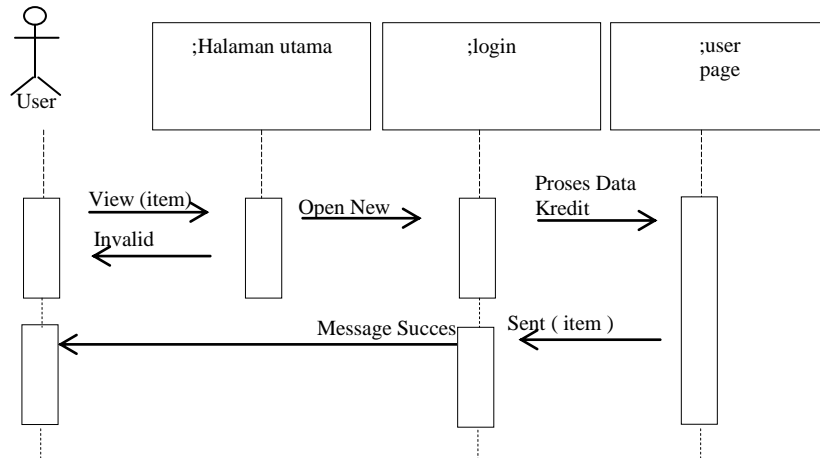 ;Halaman utama
;login
;user
page
User
View (item)
Open New
Proses Data
Kredit
Invalid
Message Succes
Sent ( item )